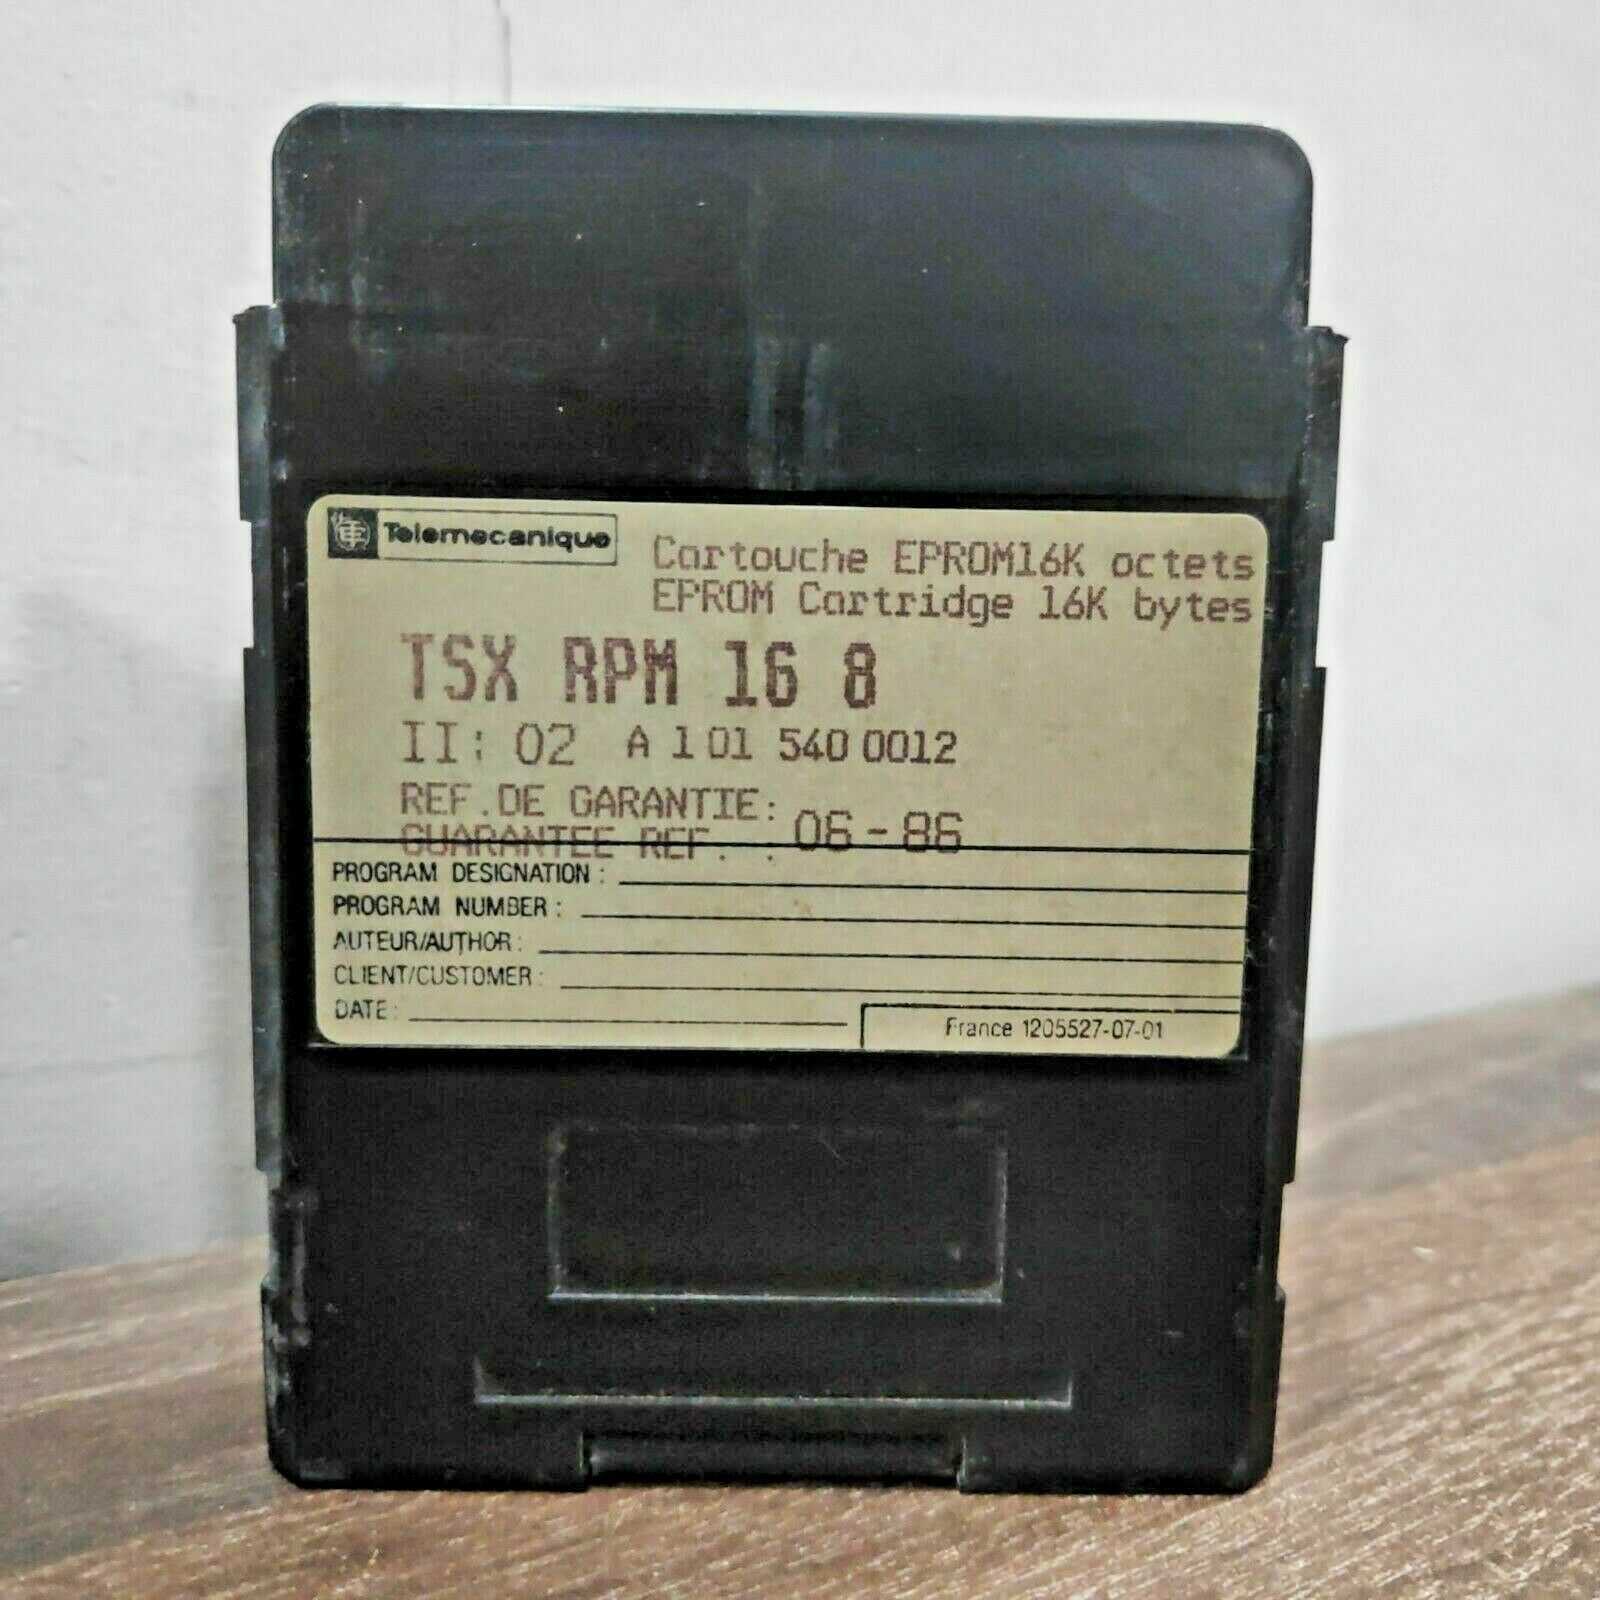 Telemecanique
Cartouche EPROM16K octets
EPROM Cartridge 16K bytes
TSX RPM 16 8
II: 02 A 1 01 540 0012
REF.DE GARANTIE:
GUARANTEE REF. : 06-86
PROGRAM DESIGNATION :
PROGRAM NUMBER :
AUTEUR/AUTHOR :
CLIENT/CUSTOMER :
DATE :
France 1205527-07-01